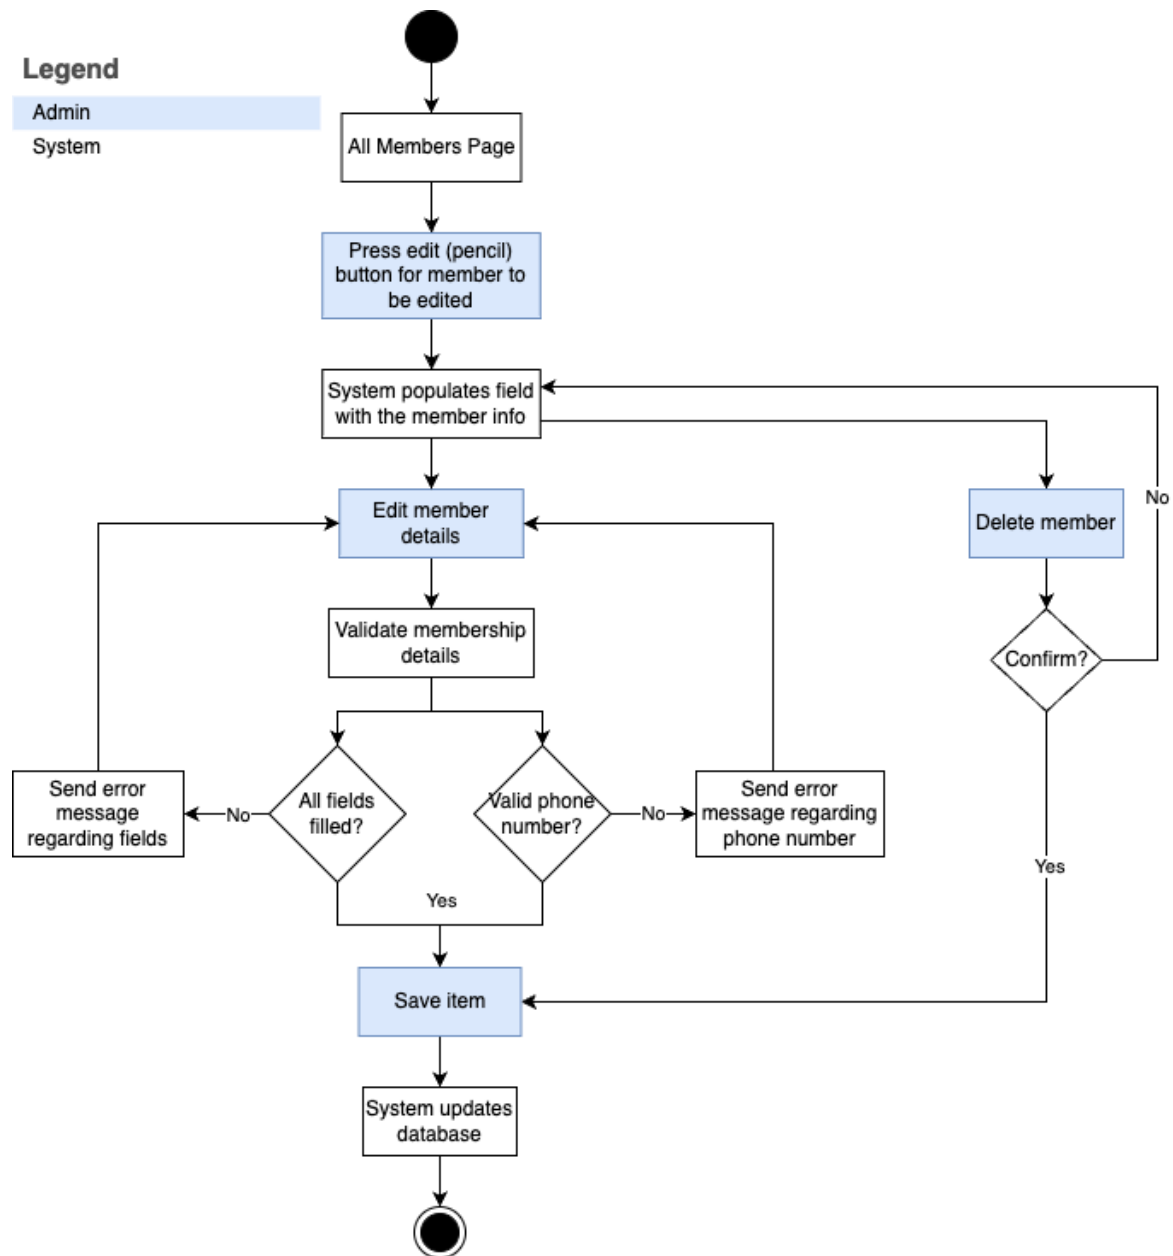 Legend
Admin
System
All Members Page
Press edit (pencil)
button for member to
be edited
System populates field
with the member info
Edit member
details
Delete member
No
Validate membership
details
Confirm?
Send error
message
regarding fields
No
All fields
filled?
Valid phone
number?
No
Send error
message regarding
phone number
Yes
Yes
Save item
System updates
database